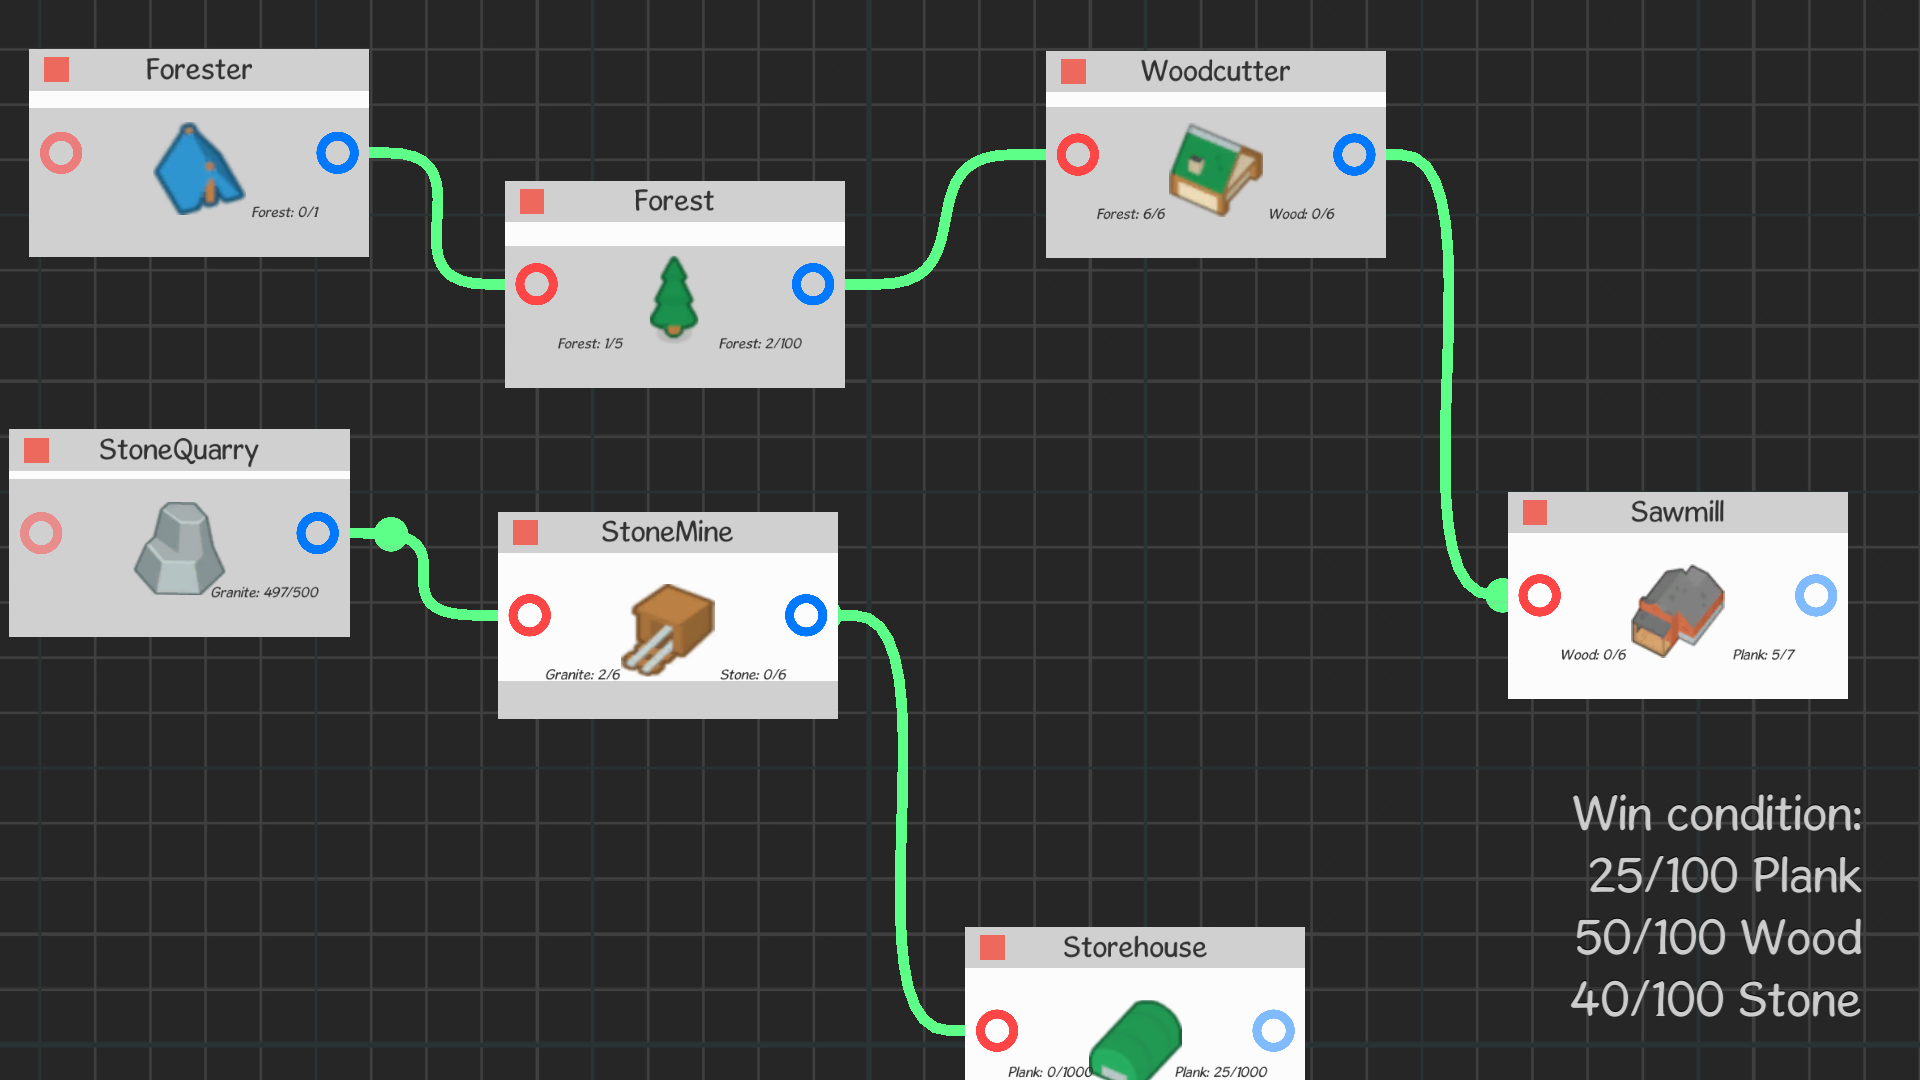 Forester
Forest: 0/1
Forest
Forest: 1/5
Forest: 2/100
Woodcutter
Forest: 6/6
Wood: 0/6
StoneQuarry
Granite: 497/500
StoneMine
Granite: 2/6
Stone: 0/6
Sawmill
Wood: 0/6
Plank: 5/7
Storehouse
Plank: 0/1000
Plank: 25/1000
Win condition:
25/100 Plank
50/100 Wood
40/100 Stone